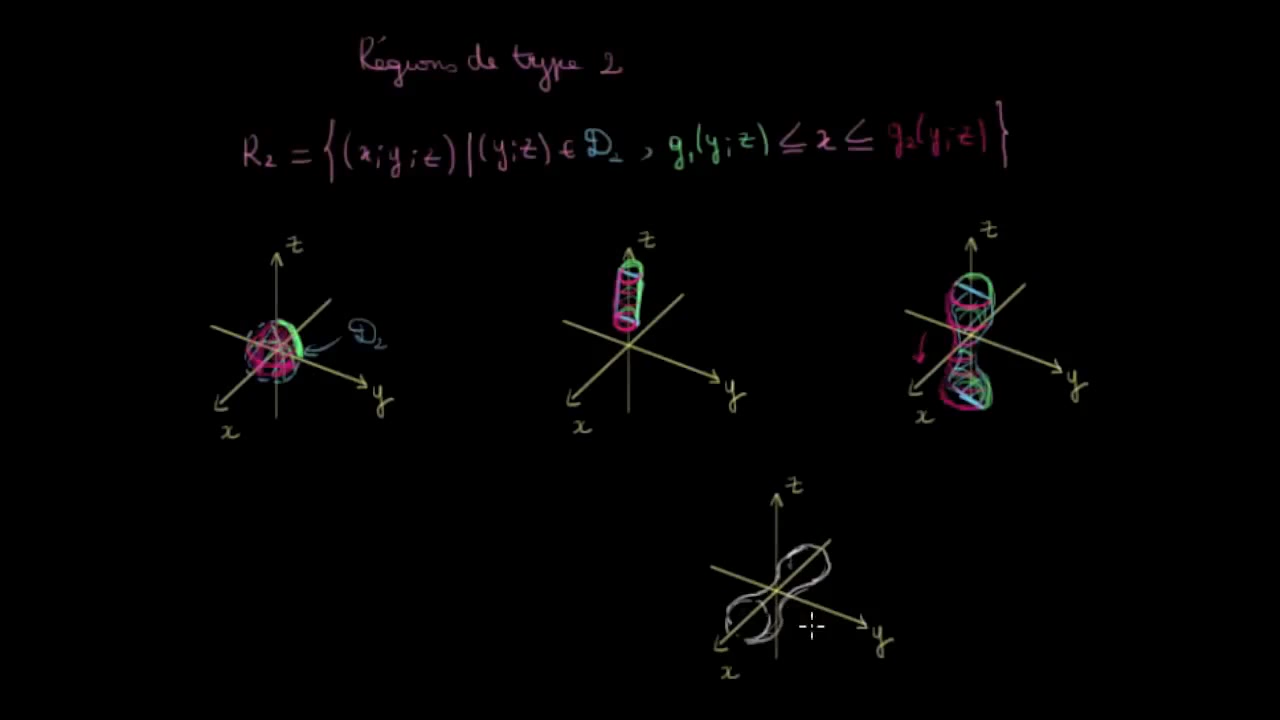 Régions de type 2
R₂ = {(x;y;z) | (y;z) ∈ D₂ , g₁(y;z) ≤ x ≤ g₂(y;z)}
z z z
D₂
y y y
x x x
z
y
x